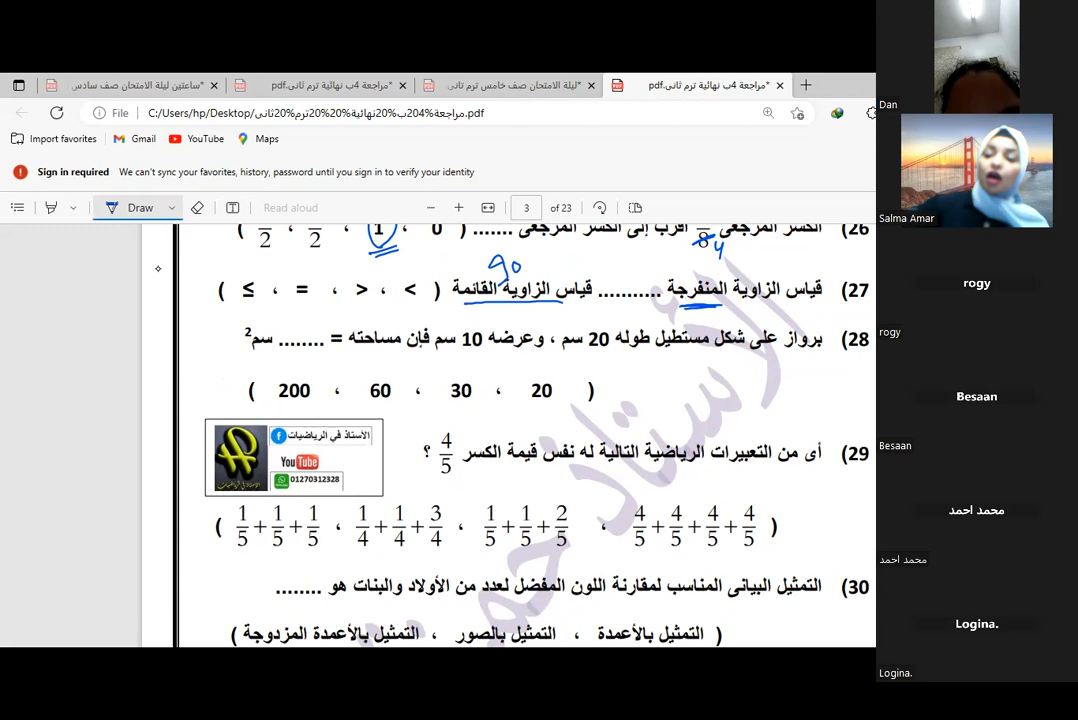 ساعتين ليلة الامتحان صف سادس*
مراجعة 4ب نهائية ترم ثانى.pdf*
ليلة الامتحان صف خامس ترم ثانى*
مراجعة 4ب نهائية ترم ثانى.pdf*
File
C:/Users/hp/Desktop/مراجعة%204ب%20نهائية%20ترم%20ثانى.pdf
Import favorites Gmail YouTube Maps
Sign in required We can't sync your favorites, history, password until you sign in to verify your identity
Draw Read aloud 3 of 23
26) الكسر المرجعى 8 4 أقرب إلى الكسر المرجعى ....... ( 0 ، 1 ، 2 ، 2 )
90
27) قياس الزاوية المنفرجة ........... قياس الزاوية القائمة ( < ، > ، = ، ≤ )
28) برواز على شكل مستطيل طوله 20 سم ، وعرضه 10 سم فإن مساحته = ........ سم²
( 20 ، 30 ، 60 ، 200 )
29) أى من التعبيرات الرياضية التالية له نفس قيمة الكسر 4/5 ؟
الأستاذ في الرياضيات
You Tube
01270312328
( 4/5+4/5+4/5+4/5 ، 1/5+1/5+2/5 ، 1/4+1/4+3/4 ، 1/5+1/5+1/5 )
30) التمثيل البيانى المناسب لمقارنة اللون المفضل لعدد من الأولاد والبنات هو ........
( التمثيل بالأعمدة ، التمثيل بالصور ، التمثيل بالأعمدة المزدوجة )
Dan
Salma Amar
rogy
rogy
Besaan
Besaan
محمد احمد
محمد احمد
Logina.
Logina.